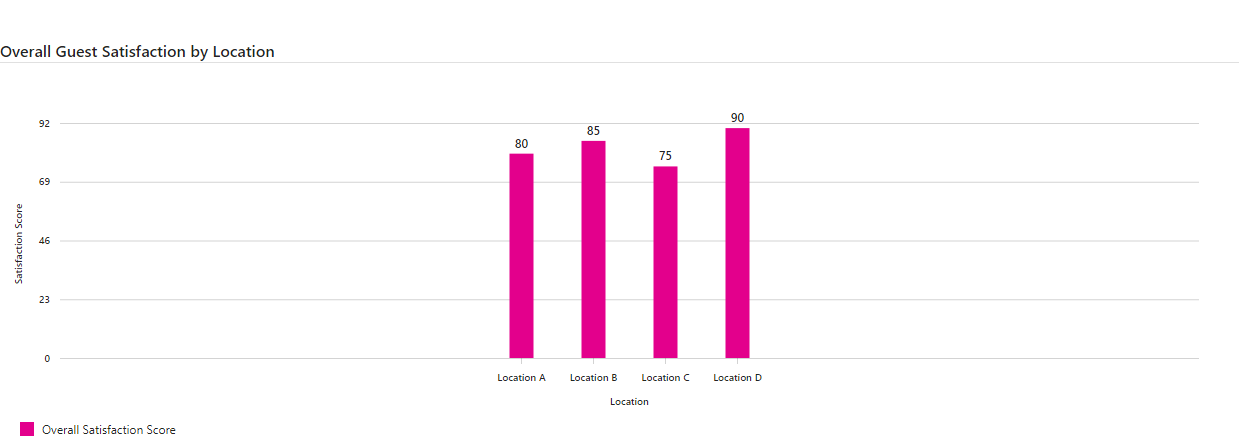 Overall Guest Satisfaction by Location
92
69
46
23
0
Satisfaction Score
80
85
75
90
Location A
Location B
Location C
Location D
Location
Overall Satisfaction Score